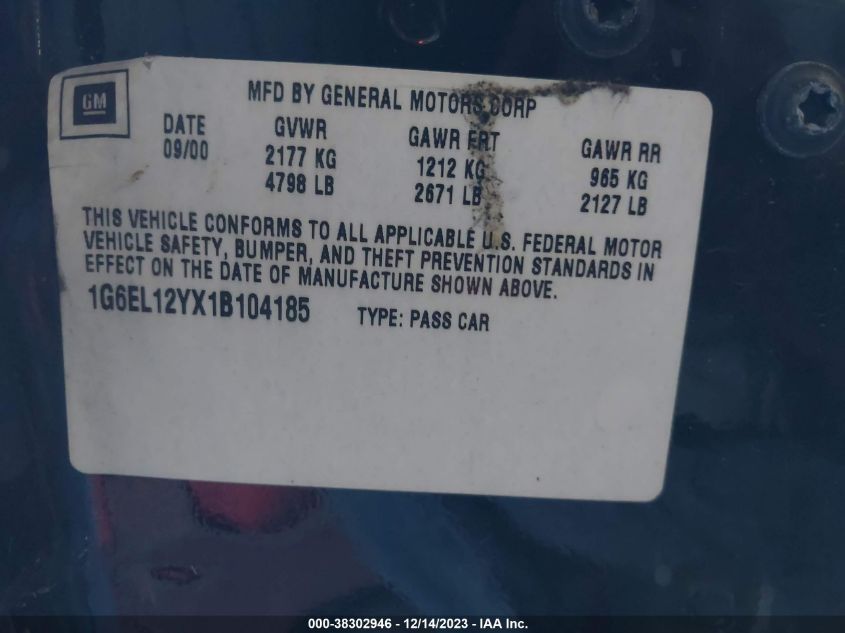 GM
MFD BY GENERAL MOTORS CORP
DATE GVWR GAWR FRT GAWR RR
09/00 2177 KG 1212 KG 965 KG
4798 LB 2671 LB 2127 LB
THIS VEHICLE CONFORMS TO ALL APPLICABLE U.S. FEDERAL MOTOR
VEHICLE SAFETY, BUMPER, AND THEFT PREVENTION STANDARDS IN
EFFECT ON THE DATE OF MANUFACTURE SHOWN ABOVE.
1G6EL12YX1B104185 TYPE: PASS CAR
000-38302946 - 12/14/2023 - IAA Inc.